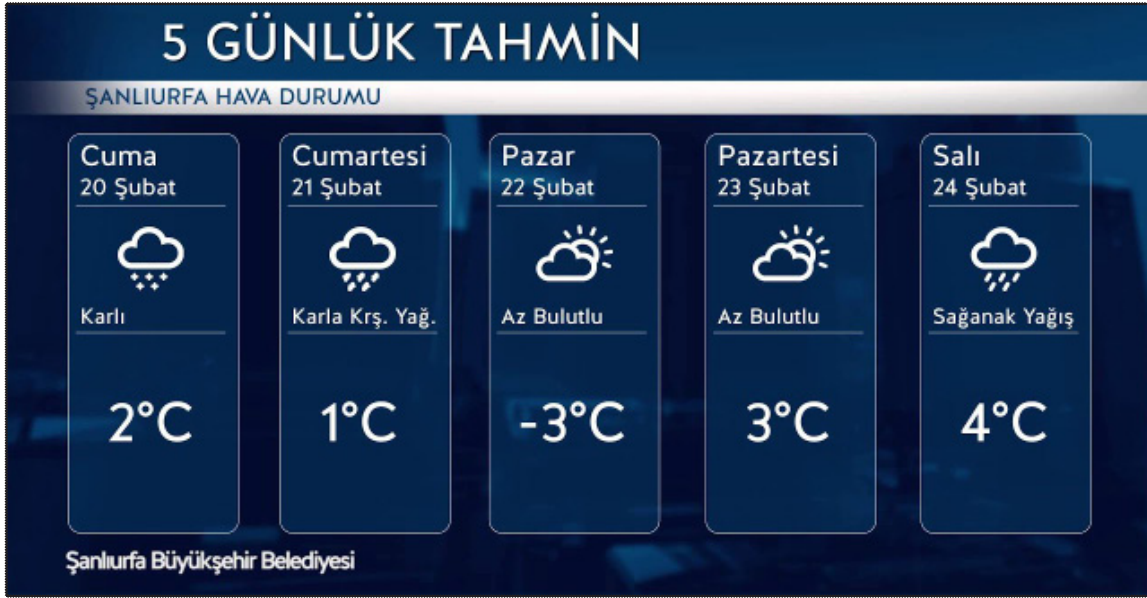 5 GÜNLÜK TAHMİN
ŞANLIURFA HAVA DURUMU
Cuma
20 Şubat
Karlı
2°C
Cumartesi
21 Şubat
Karla Krş. Yağ.
1°C
Pazar
22 Şubat
Az Bulutlu
-3°C
Pazartesi
23 Şubat
Az Bulutlu
3°C
Salı
24 Şubat
Sağanak Yağış
4°C
Şanlıurfa Büyükşehir Belediyesi